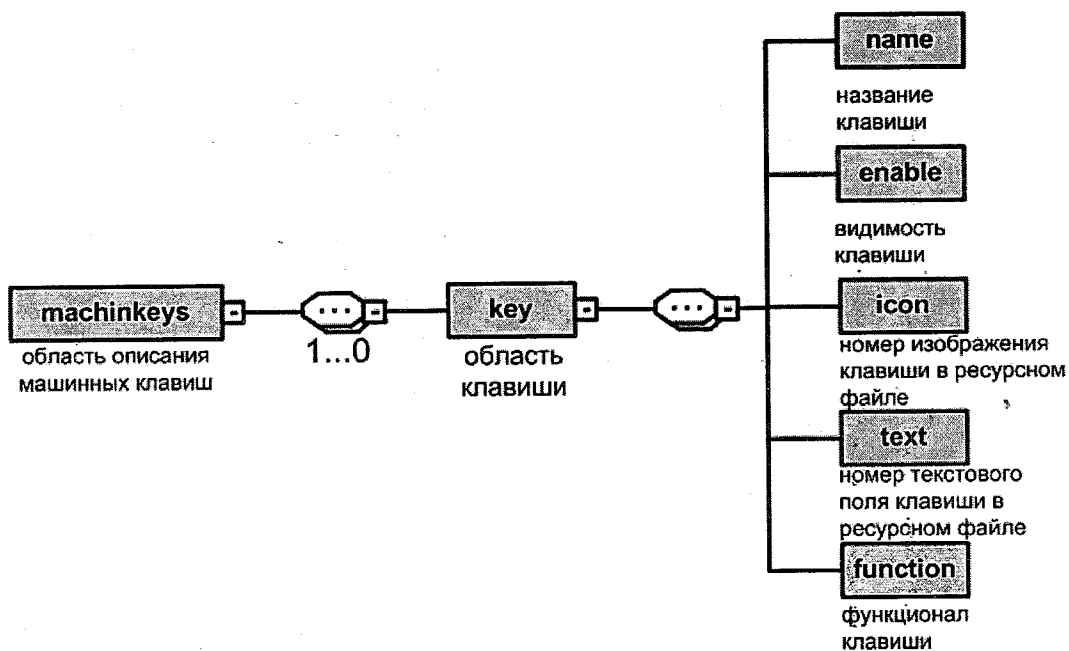 name
название
клавиши
enable
видимость
клавиши
machinkeys
область описания
машинных клавиш
1...0
key
область
клавиши
icon
номер изображения
клавиши в ресурсном
файле
text
номер текстового
поля клавиши в
ресурсном файле
function
функционал
клавиши